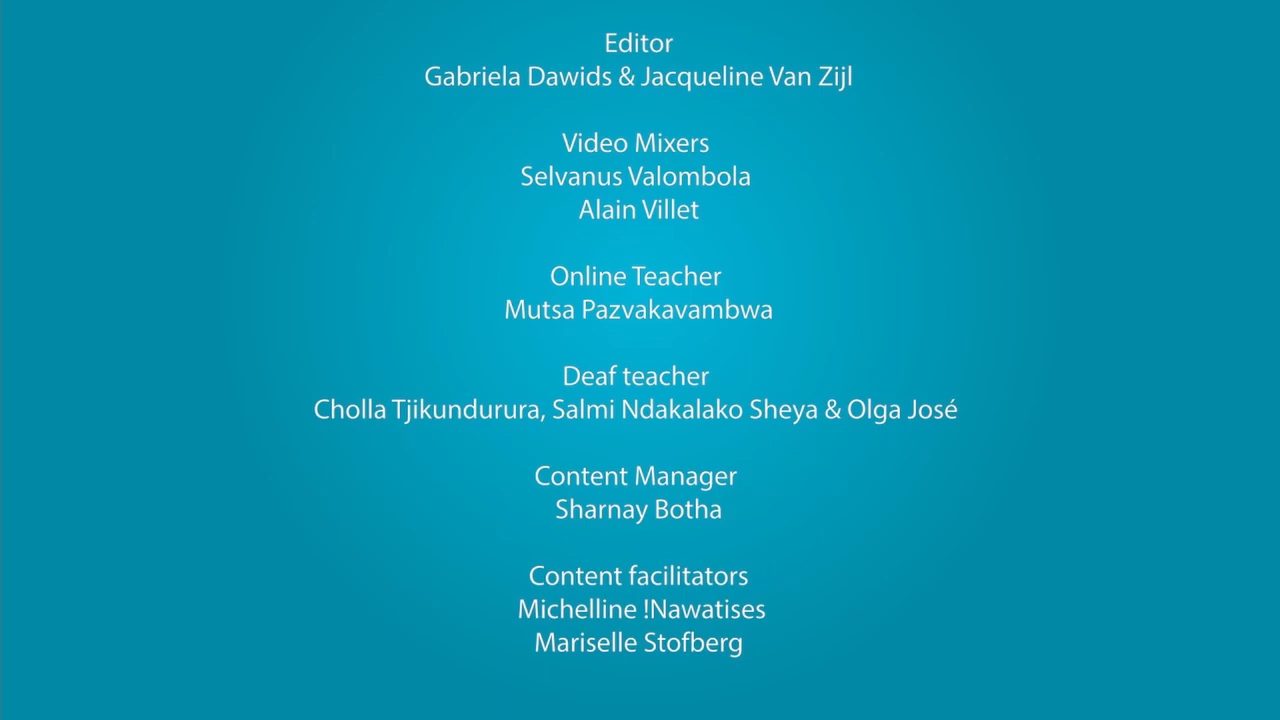 Editor
Gabriela Dawids & Jacqueline Van Zijl
Video Mixers
Selvanus Valombola
Alain Villet
Online Teacher
Mutsa Pazvakavambwa
Deaf teacher
Cholla Tjikundurura, Salmi Ndakalako Sheya & Olga José
Content Manager
Sharnay Botha
Content facilitators
Michelline !Nawatises
Mariselle Stofberg